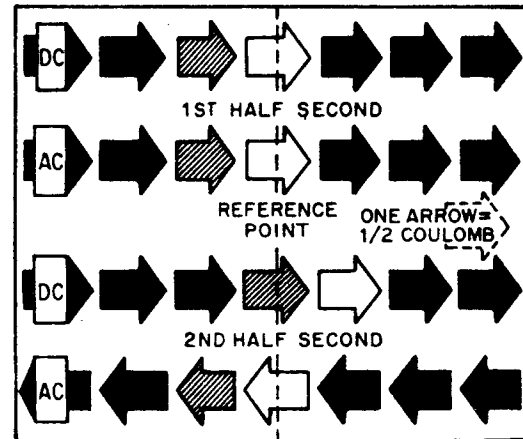 DC
1ST HALF SECOND
AC
REFERENCE
POINT
ONE ARROW=
1/2 COULOMB
DC
2ND HALF SECOND
AC